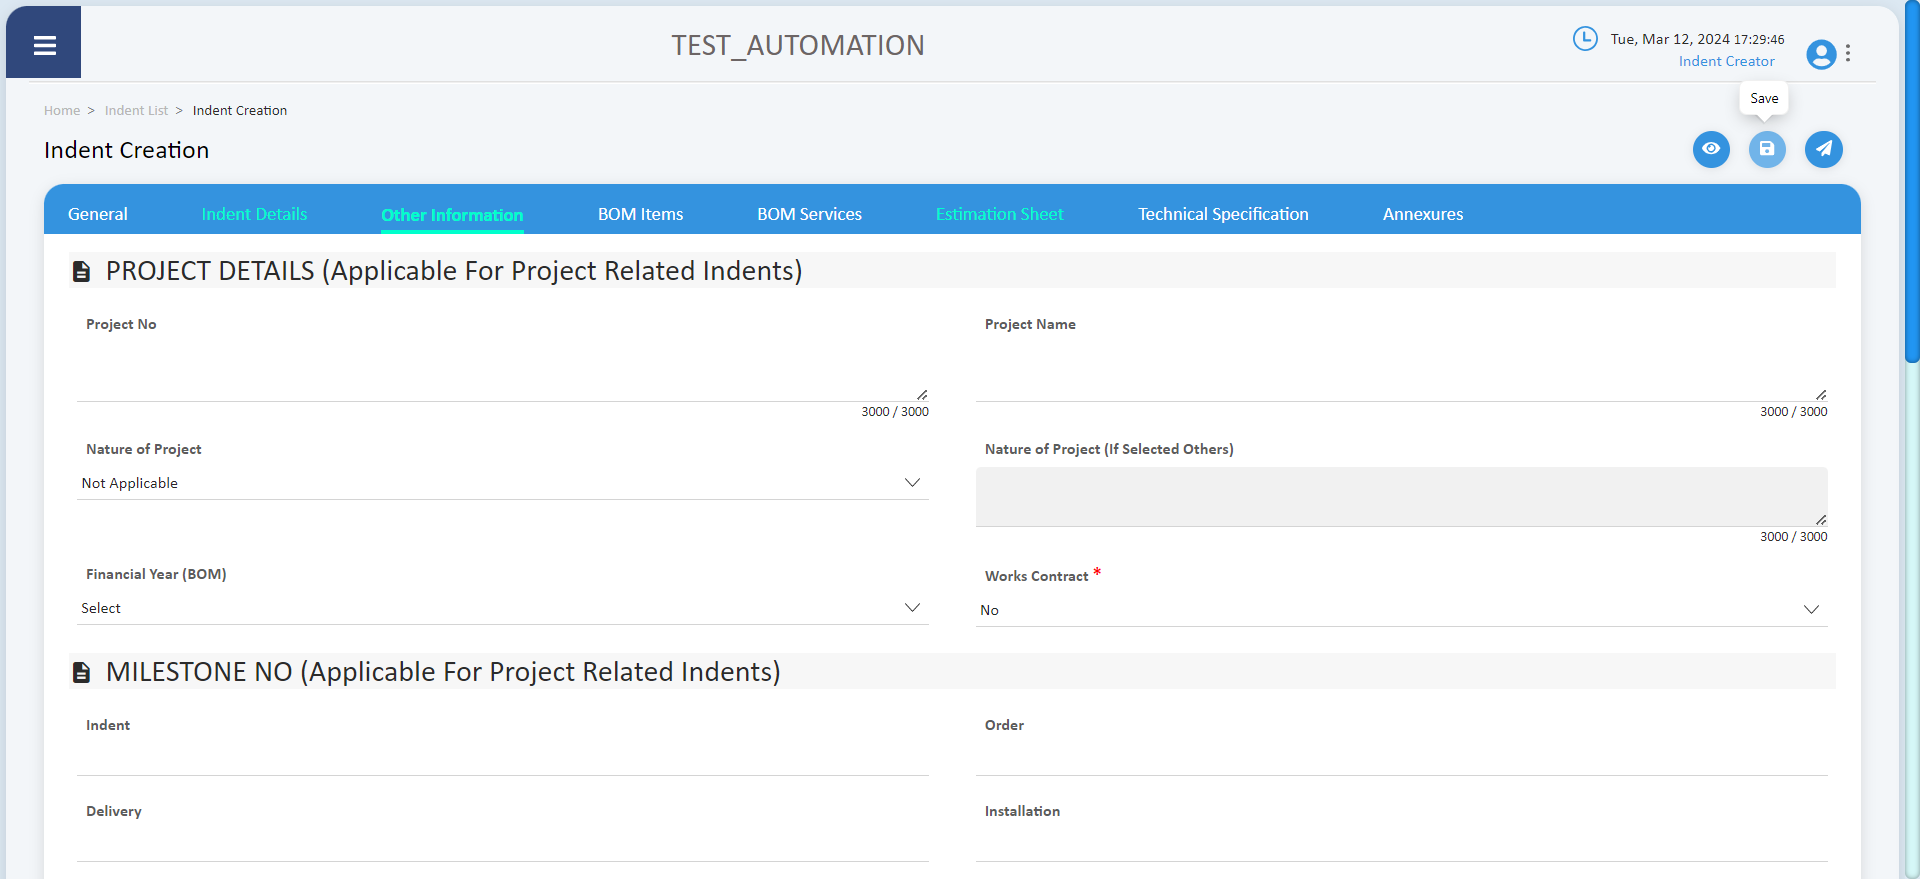 TEST_AUTOMATION
Tue, Mar 12, 2024 17:29:46
Indent Creator
Home > Indent List > Indent Creation
Save
Indent Creation
General Indent Details Other Information BOM Items BOM Services Estimation Sheet Technical Specification Annexures
PROJECT DETAILS (Applicable For Project Related Indents)
Project No Project Name
3000 / 3000 3000 / 3000
Nature of Project Nature of Project (If Selected Others)
Not Applicable
3000 / 3000
Financial Year (BOM) Works Contract *
Select No
MILESTONE NO (Applicable For Project Related Indents)
Indent Order
Delivery Installation